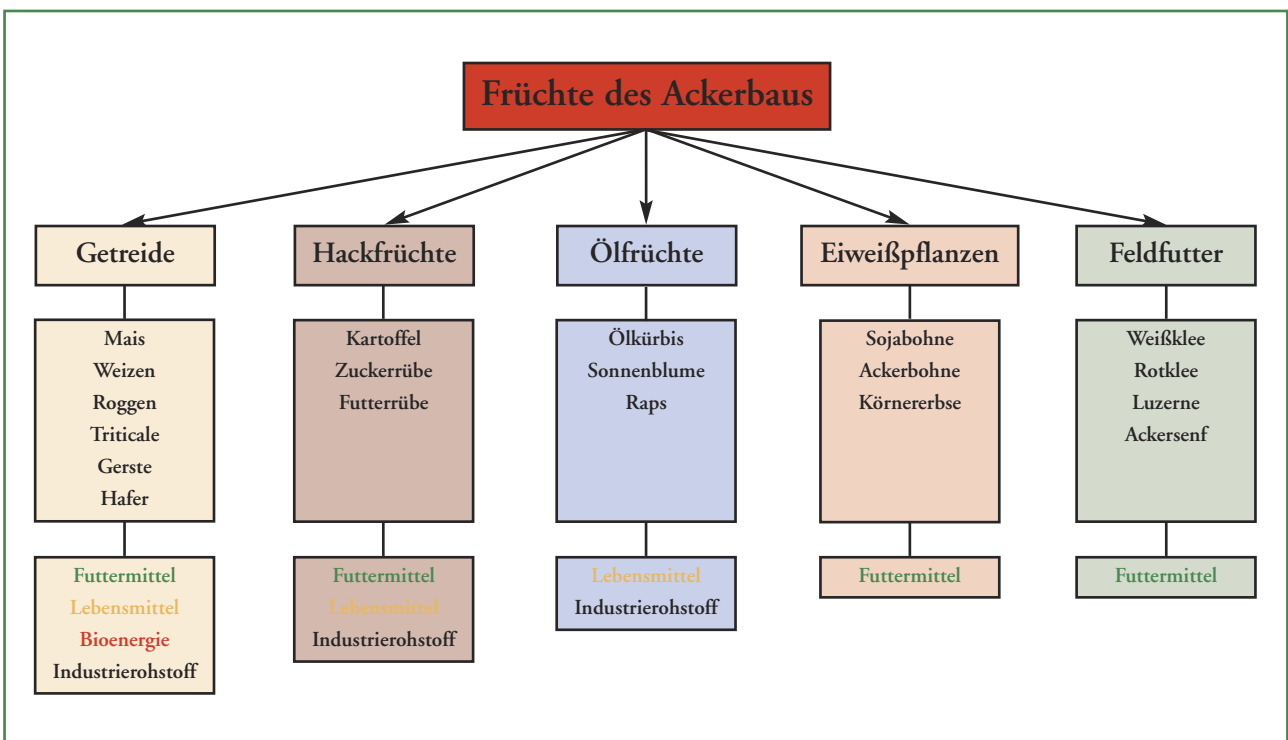 Früchte des Ackerbaus
Getreide
Mais
Weizen
Roggen
Triticale
Gerste
Hafer
Futtermittel
Lebensmittel
Bioenergie
Industrierohstoff
Hackfrüchte
Kartoffel
Zuckerrübe
Futterrübe
Futtermittel
Lebensmittel
Industrierohstoff
Ölfrüchte
Ölkürbis
Sonnenblume
Raps
Lebensmittel
Industrierohstoff
Eiweißpflanzen
Sojabohne
Ackerbohne
Körnererbse
Futtermittel
Feldfutter
Weißklee
Rotklee
Luzerne
Ackersenf
Futtermittel